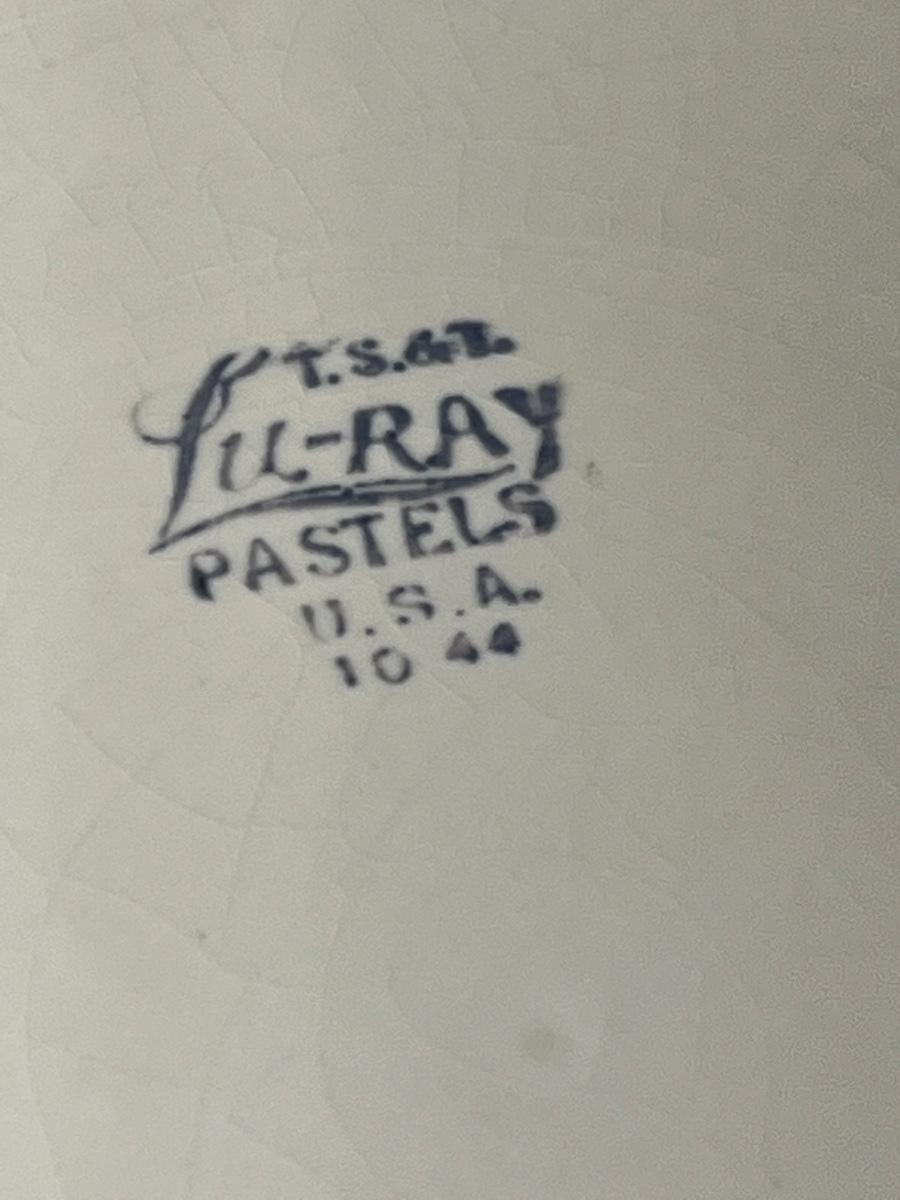 T.S.&T.
Lu-RAY
PASTELS
U.S.A.
10 44